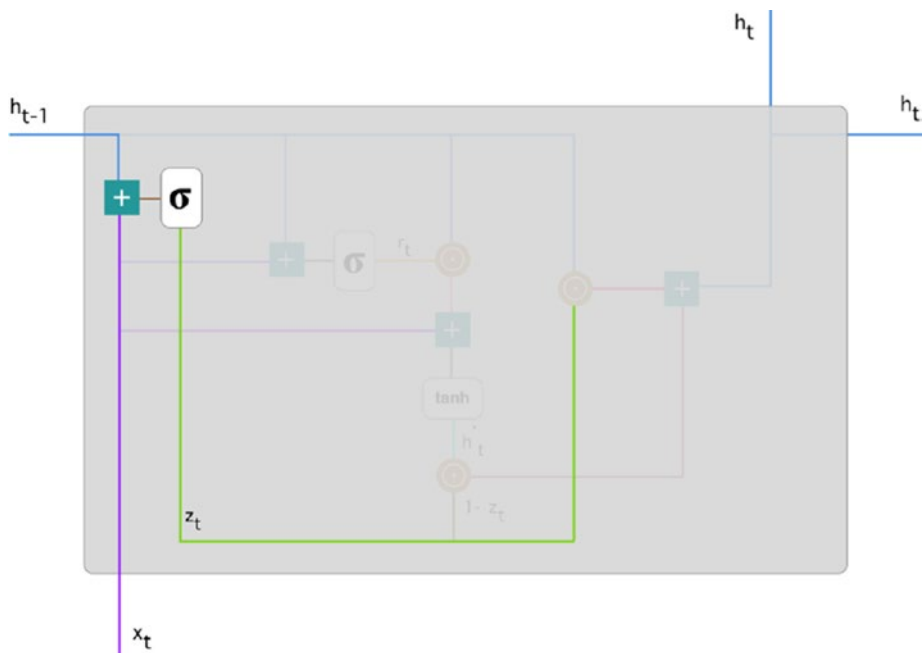 h_t
h_{t-1}
h_t
+
σ
+
σ
r_t
+
+
tanh
h'_t
z_t
1- z_t
x_t